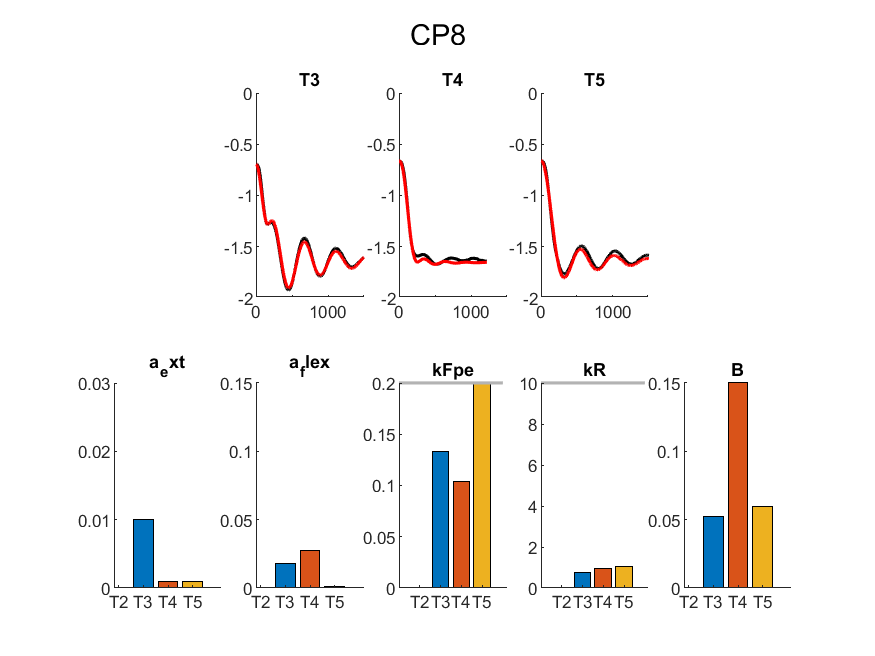 CP8
T3 T4 T5
0 0 0
-0.5 -0.5 -0.5
-1 -1 -1
-1.5 -1.5 -1.5
-2 -2 -2
0 1000 0 1000 0 1000
a_ext a_flex kFpe kR B
0.03 0.15 0.2 10 0.15
0.02 0.1 0.15 8 0.1
0.01 0.05 0.1 6 0.05
0 0 0.05 4 0
0 2
0
T2 T3 T4 T5 T2 T3 T4 T5 T2 T3 T4 T5 T2 T3 T4 T5 T2 T3 T4 T5